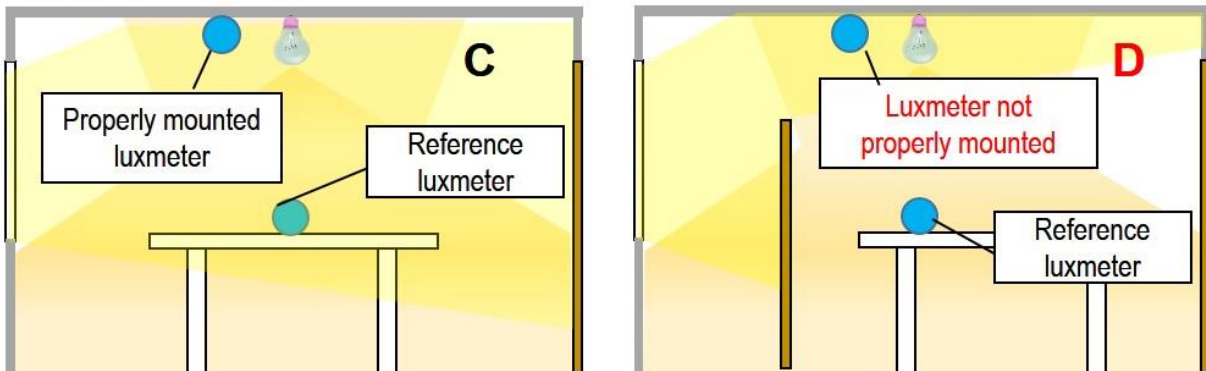 C
Properly mounted
luxmeter
Reference
luxmeter
D
Luxmeter not
properly mounted
Reference
luxmeter